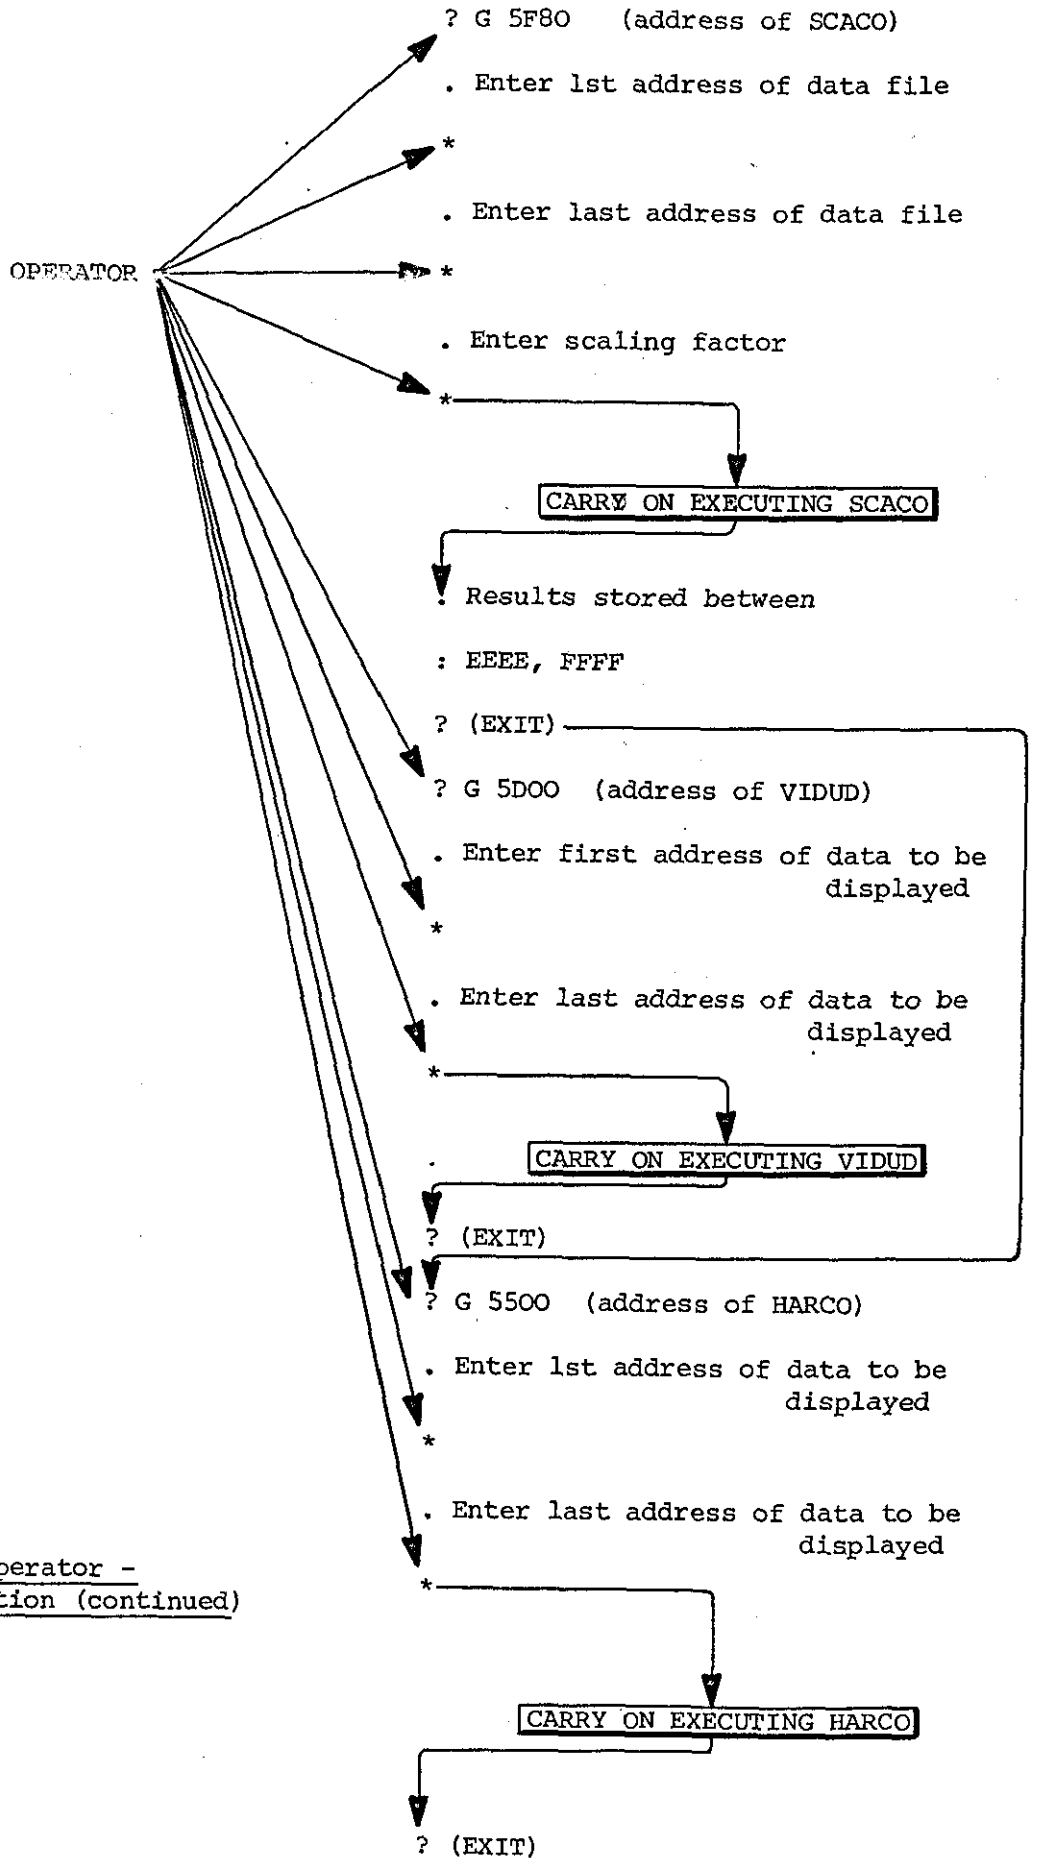 ? G 5F80 (address of SCACO)
. Enter 1st address of data file
*
. Enter last address of data file
OPERATOR
*
. Enter scaling factor
*
CARRY ON EXECUTING SCACO
. Results stored between
: EEEE, FFFF
? (EXIT)
? G 5D00 (address of VIDUD)
. Enter first address of data to be
displayed
*
. Enter last address of data to be
displayed
*
CARRY ON EXECUTING VIDUD
.
? (EXIT)
? G 5500 (address of HARCO)
. Enter 1st address of data to be
displayed
*
. Enter last address of data to be
displayed
perator -
*
tion (continued)
CARRY ON EXECUTING HARCO
? (EXIT)